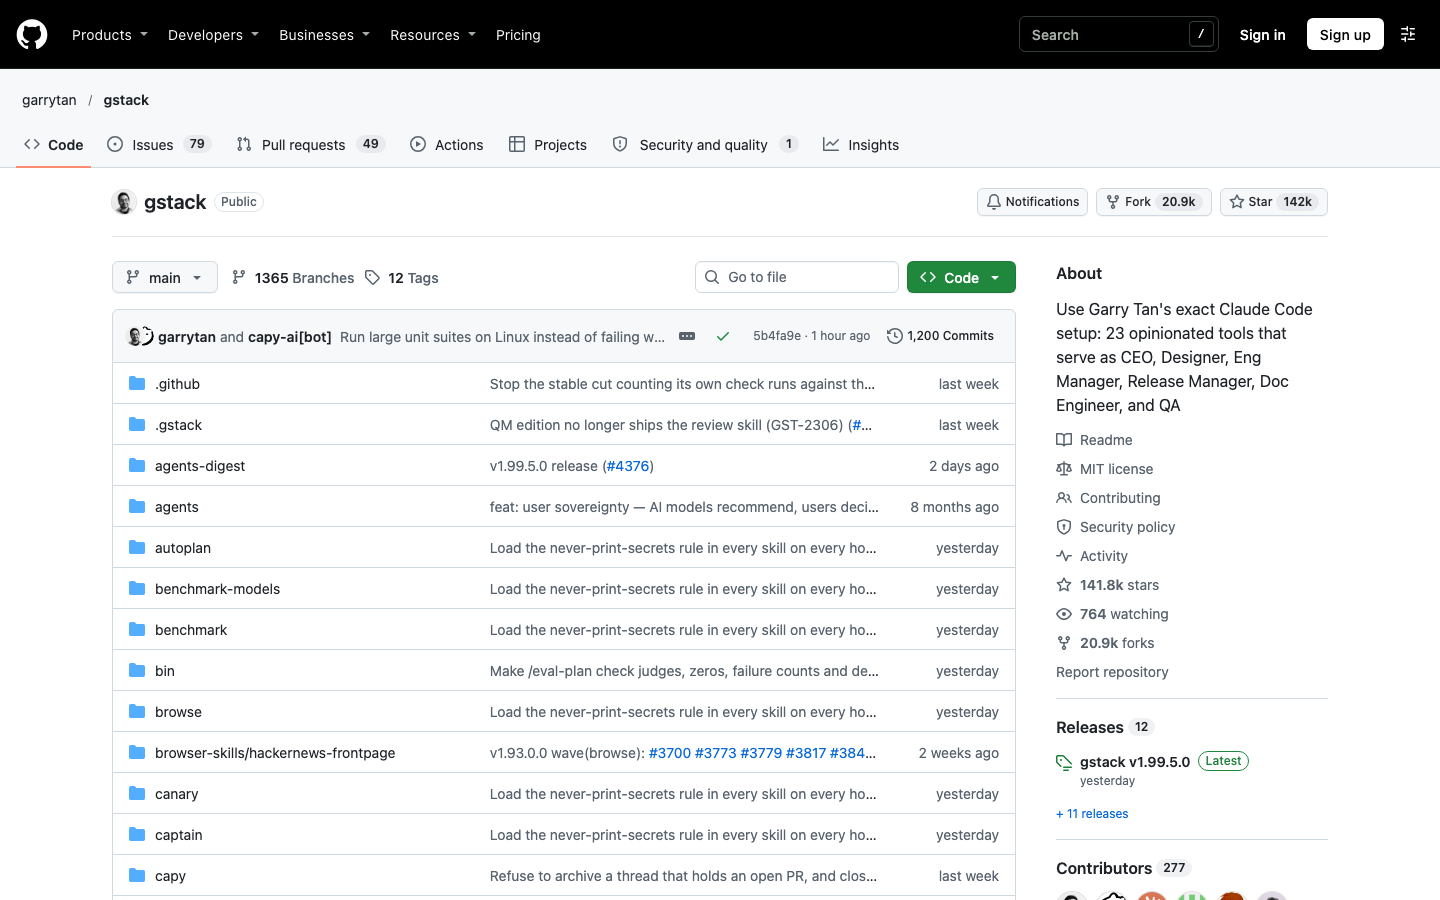 Products
Developers
Businesses
Resources
Pricing
Search
/
Sign in
Sign up
garrytan / gstack
Code
Issues 79
Pull requests 49
Actions
Projects
Security and quality 1
Insights
gstack Public
Notifications
Fork 20.9k
Star 142k
main
1365 Branches
12 Tags
Go to file
Code
garrytan and capy-ai[bot] Run large unit suites on Linux instead of failing w... 5b4fa9e · 1 hour ago 1,200 Commits
.github Stop the stable cut counting its own check runs against th... last week
.gstack QM edition no longer ships the review skill (GST-2306) (#... last week
agents-digest v1.99.5.0 release (#4376) 2 days ago
agents feat: user sovereignty — AI models recommend, users deci... 8 months ago
autoplan Load the never-print-secrets rule in every skill on every ho... yesterday
benchmark-models Load the never-print-secrets rule in every skill on every ho... yesterday
benchmark Load the never-print-secrets rule in every skill on every ho... yesterday
bin Make /eval-plan check judges, zeros, failure counts and de... yesterday
browse Load the never-print-secrets rule in every skill on every ho... yesterday
browser-skills/hackernews-frontpage v1.93.0.0 wave(browse): #3700 #3773 #3779 #3817 #384... 2 weeks ago
canary Load the never-print-secrets rule in every skill on every ho... yesterday
captain Load the never-print-secrets rule in every skill on every ho... yesterday
capy Refuse to archive a thread that holds an open PR, and clos... last week
About
Use Garry Tan's exact Claude Code
setup: 23 opinionated tools that
serve as CEO, Designer, Eng
Manager, Release Manager, Doc
Engineer, and QA
Readme
MIT license
Contributing
Security policy
Activity
141.8k stars
764 watching
20.9k forks
Report repository
Releases 12
gstack v1.99.5.0 Latest
yesterday
+ 11 releases
Contributors 277